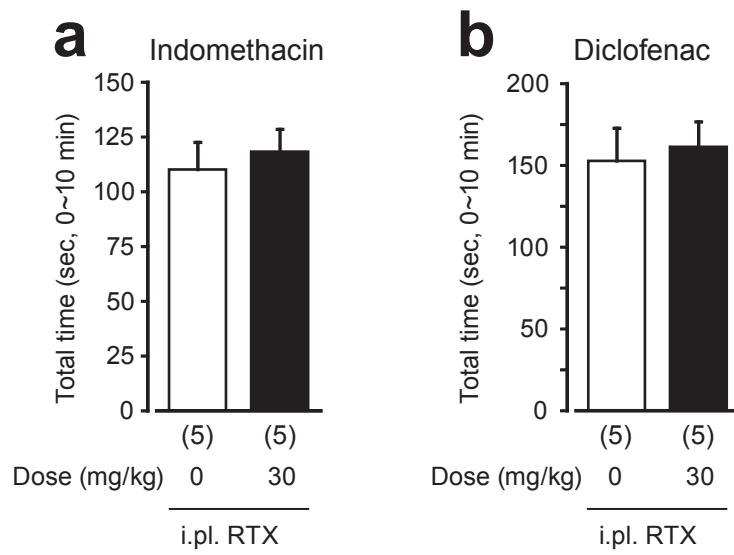 a Indomethacin
Total time (sec, 0~10 min)
150
125
100
75
50
25
0
(5) (5)
Dose (mg/kg) 0 30
i.pl. RTX
b Diclofenac
Total time (sec, 0~10 min)
200
150
100
50
0
(5) (5)
Dose (mg/kg) 0 30
i.pl. RTX